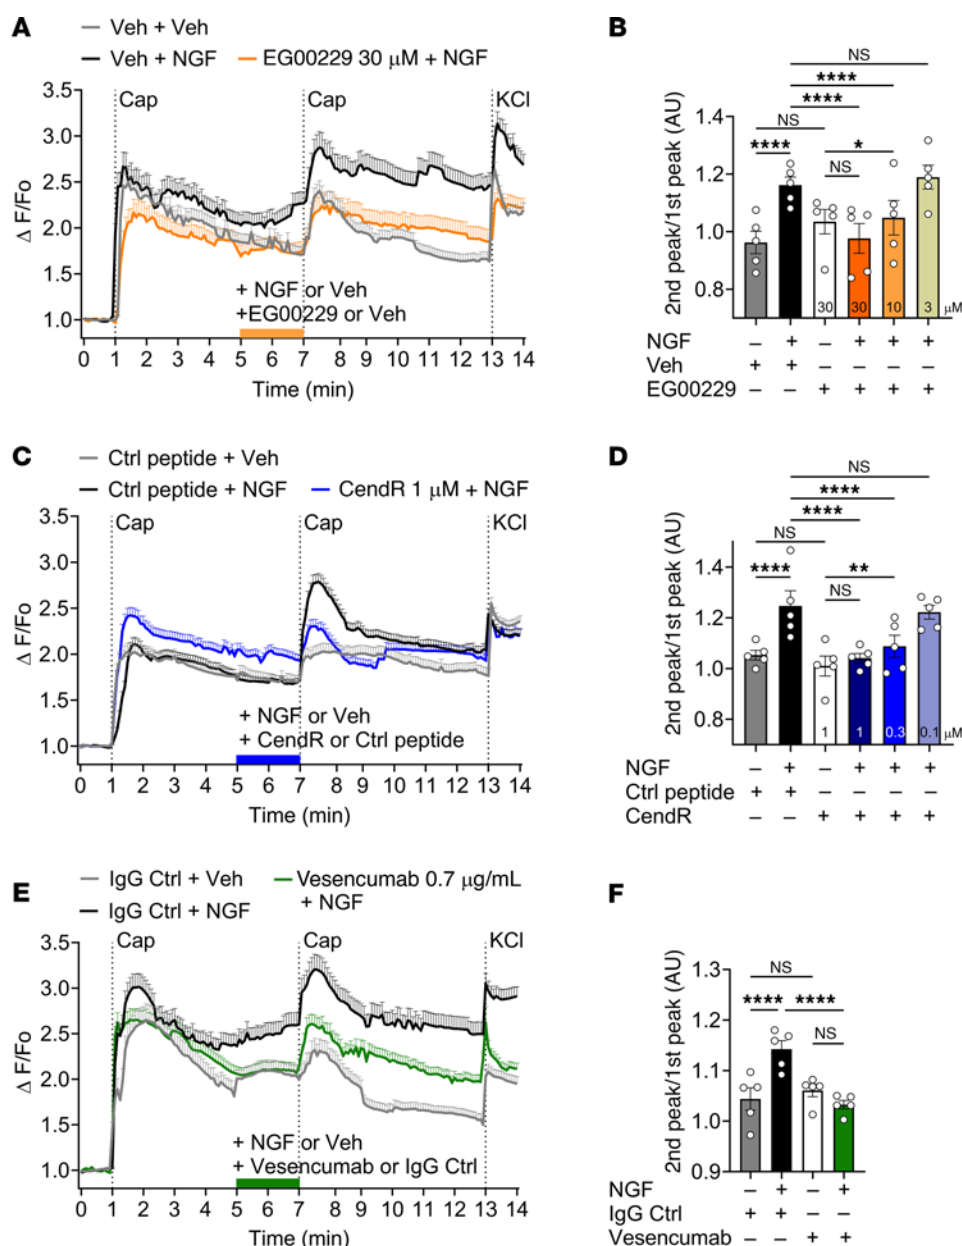 A
Veh + Veh
Veh + NGF
EG00229 30 μM + NGF
Cap
Cap
KCl
Δ F/Fo
3.5
3.0
2.5
2.0
1.5
1.0
+ NGF or Veh
+EG00229 or Veh
0 1 2 3 4 5 6 7 8 9 10 11 13 14
Time (min)
B
2nd peak/1st peak (AU)
1.4
1.2
1.0
0.8
NS
****
****
NS
*
****
NS
30 30 10 3 μM
NGF – + – + + +
Veh + + – – – –
EG00229 – – + + + +
C
Ctrl peptide + Veh
Ctrl peptide + NGF
CendR 1 μM + NGF
Cap
Cap
KCl
Δ F/Fo
3.5
3.0
2.5
2.0
1.5
1.0
+ NGF or Veh
+ CendR or Ctrl peptide
0 1 2 3 4 5 6 7 8 9 10 11 13 14
Time (min)
D
2nd peak/1st peak (AU)
1.4
1.2
1.0
0.8
NS
****
****
NS
**
****
NS
1 1 0.3 0.1 μM
NGF – + – + + +
Ctrl peptide + + – – – –
CendR – – + + + +
E
IgG Ctrl + Veh
IgG Ctrl + NGF
Vesencumab 0.7 μg/mL
+ NGF
Cap
Cap
KCl
Δ F/Fo
3.5
3.0
2.5
2.0
1.5
1.0
+ NGF or Veh
+ Vesencumab or IgG Ctrl
0 1 2 3 4 5 6 7 8 9 10 11 13 14
Time (min)
F
2nd peak/1st peak (AU)
1.3
1.2
1.1
1.0
0.9
NS
**** ****
NS
NGF – + – +
IgG Ctrl + + – –
Vesencumab – – + +